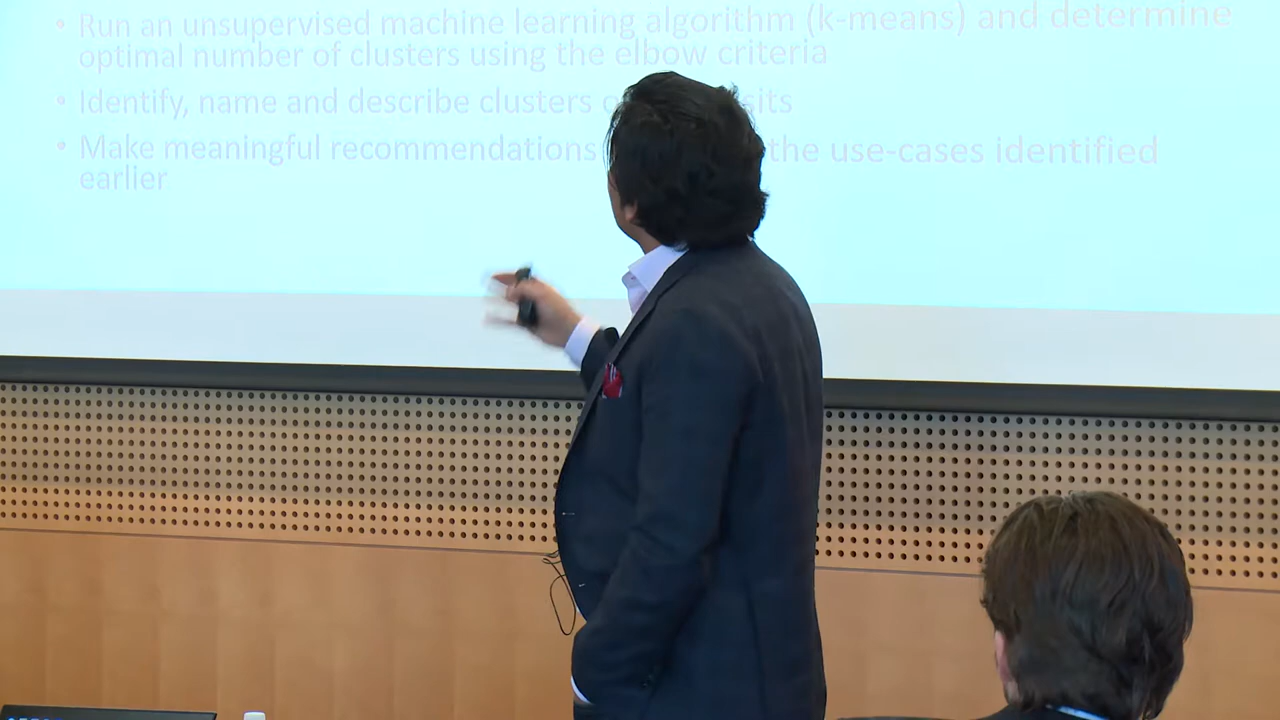 • Run an unsupervised machine learning algorithm (k-means) and determine
optimal number of clusters using the elbow criteria
• Identify, name and describe clusters
• Make meaningful recommendations the use-cases identified
earlier